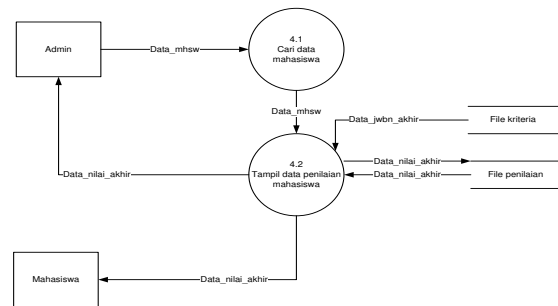 Admin
Data_mhsw
4.1
Cari data
mahasiswa
Data_mhsw
Data_jwbn_akhir
File kriteria
4.2
Tampil data penilaian
mahasiswa
Data_nilai_akhir
Data_nilai_akhir
Data_nilai_akhir
File penilaian
Mahasiswa
Data_nilai_akhir